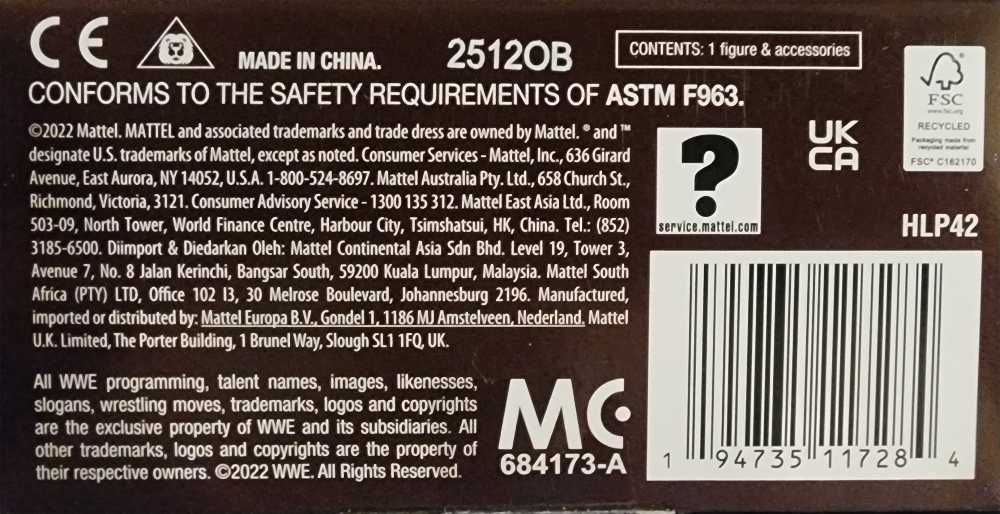 CE
MADE IN CHINA.
2512OB
CONTENTS: 1 figure & accessories
CONFORMS TO THE SAFETY REQUIREMENTS OF ASTM F963.
©2022 Mattel. MATTEL and associated trademarks and trade dress are owned by Mattel. ® and ™
designate U.S. trademarks of Mattel, except as noted. Consumer Services - Mattel, Inc., 636 Girard
Avenue, East Aurora, NY 14052, U.S.A. 1-800-524-8697. Mattel Australia Pty. Ltd., 658 Church St.,
Richmond, Victoria, 3121. Consumer Advisory Service - 1300 135 312. Mattel East Asia Ltd., Room
503-09, North Tower, World Finance Centre, Harbour City, Tsimshatsui, HK, China. Tel.: (852)
3185-6500. Diimport & Diedarkan Oleh: Mattel Continental Asia Sdn Bhd. Level 19, Tower 3,
Avenue 7, No. 8 Jalan Kerinchi, Bangsar South, 59200 Kuala Lumpur, Malaysia. Mattel South
Africa (PTY) LTD, Office 102 I3, 30 Melrose Boulevard, Johannesburg 2196. Manufactured,
imported or distributed by: Mattel Europa B.V., Gondel 1, 1186 MJ Amstelveen, Nederland. Mattel
U.K. Limited, The Porter Building, 1 Brunel Way, Slough SL1 1FQ, UK.
?
service.mattel.com
UK
CA
FSC
www.fsc.org
RECYCLED
Packaging made from
recycled material
FSC® C162170
HLP42
All WWE programming, talent names, images, likenesses,
slogans, wrestling moves, trademarks, logos and copyrights
are the exclusive property of WWE and its subsidiaries. All
other trademarks, logos and copyrights are the property of
their respective owners. ©2022 WWE. All Rights Reserved.
MC
684173-A
1 94735 11728 4